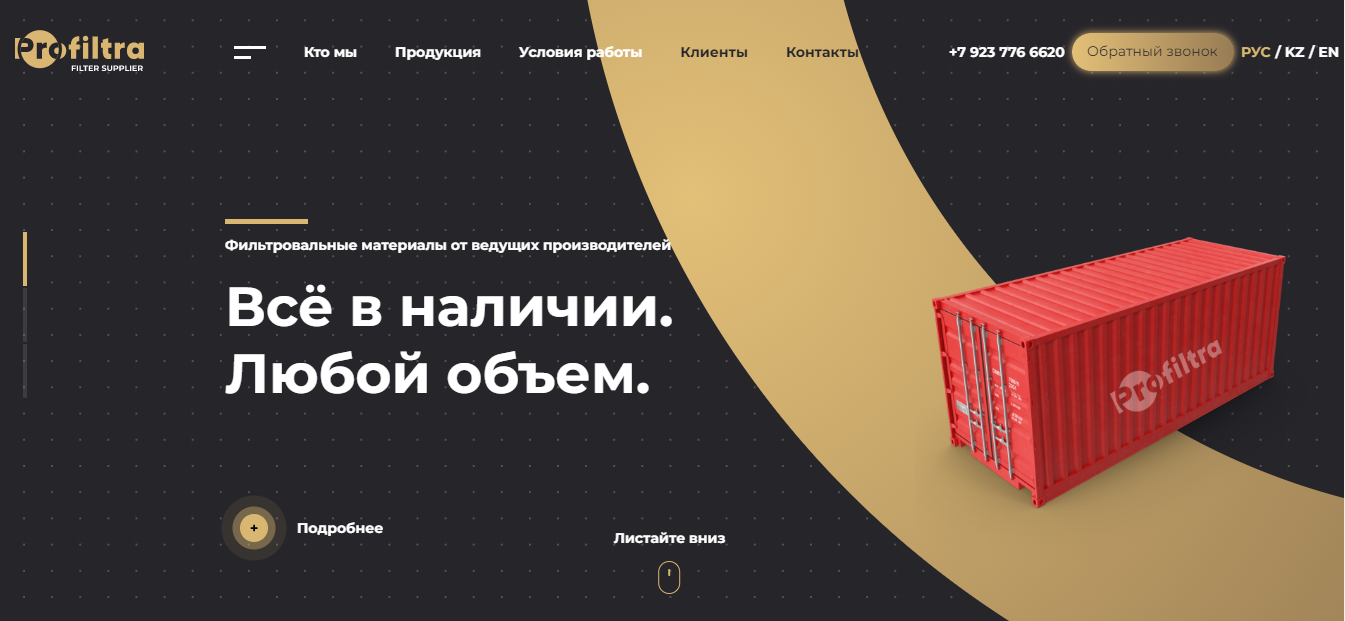 Profiltra
FILTER SUPPLIER
Кто мы
Продукция
Условия работы
Клиенты
Контакты
+7 923 776 6620
Обратный звонок
РУС / KZ / EN
Фильтровальные материалы от ведущих производителей
Всё в наличии.
Любой объем.
Profiltra
+ Подробнее
Листайте вниз